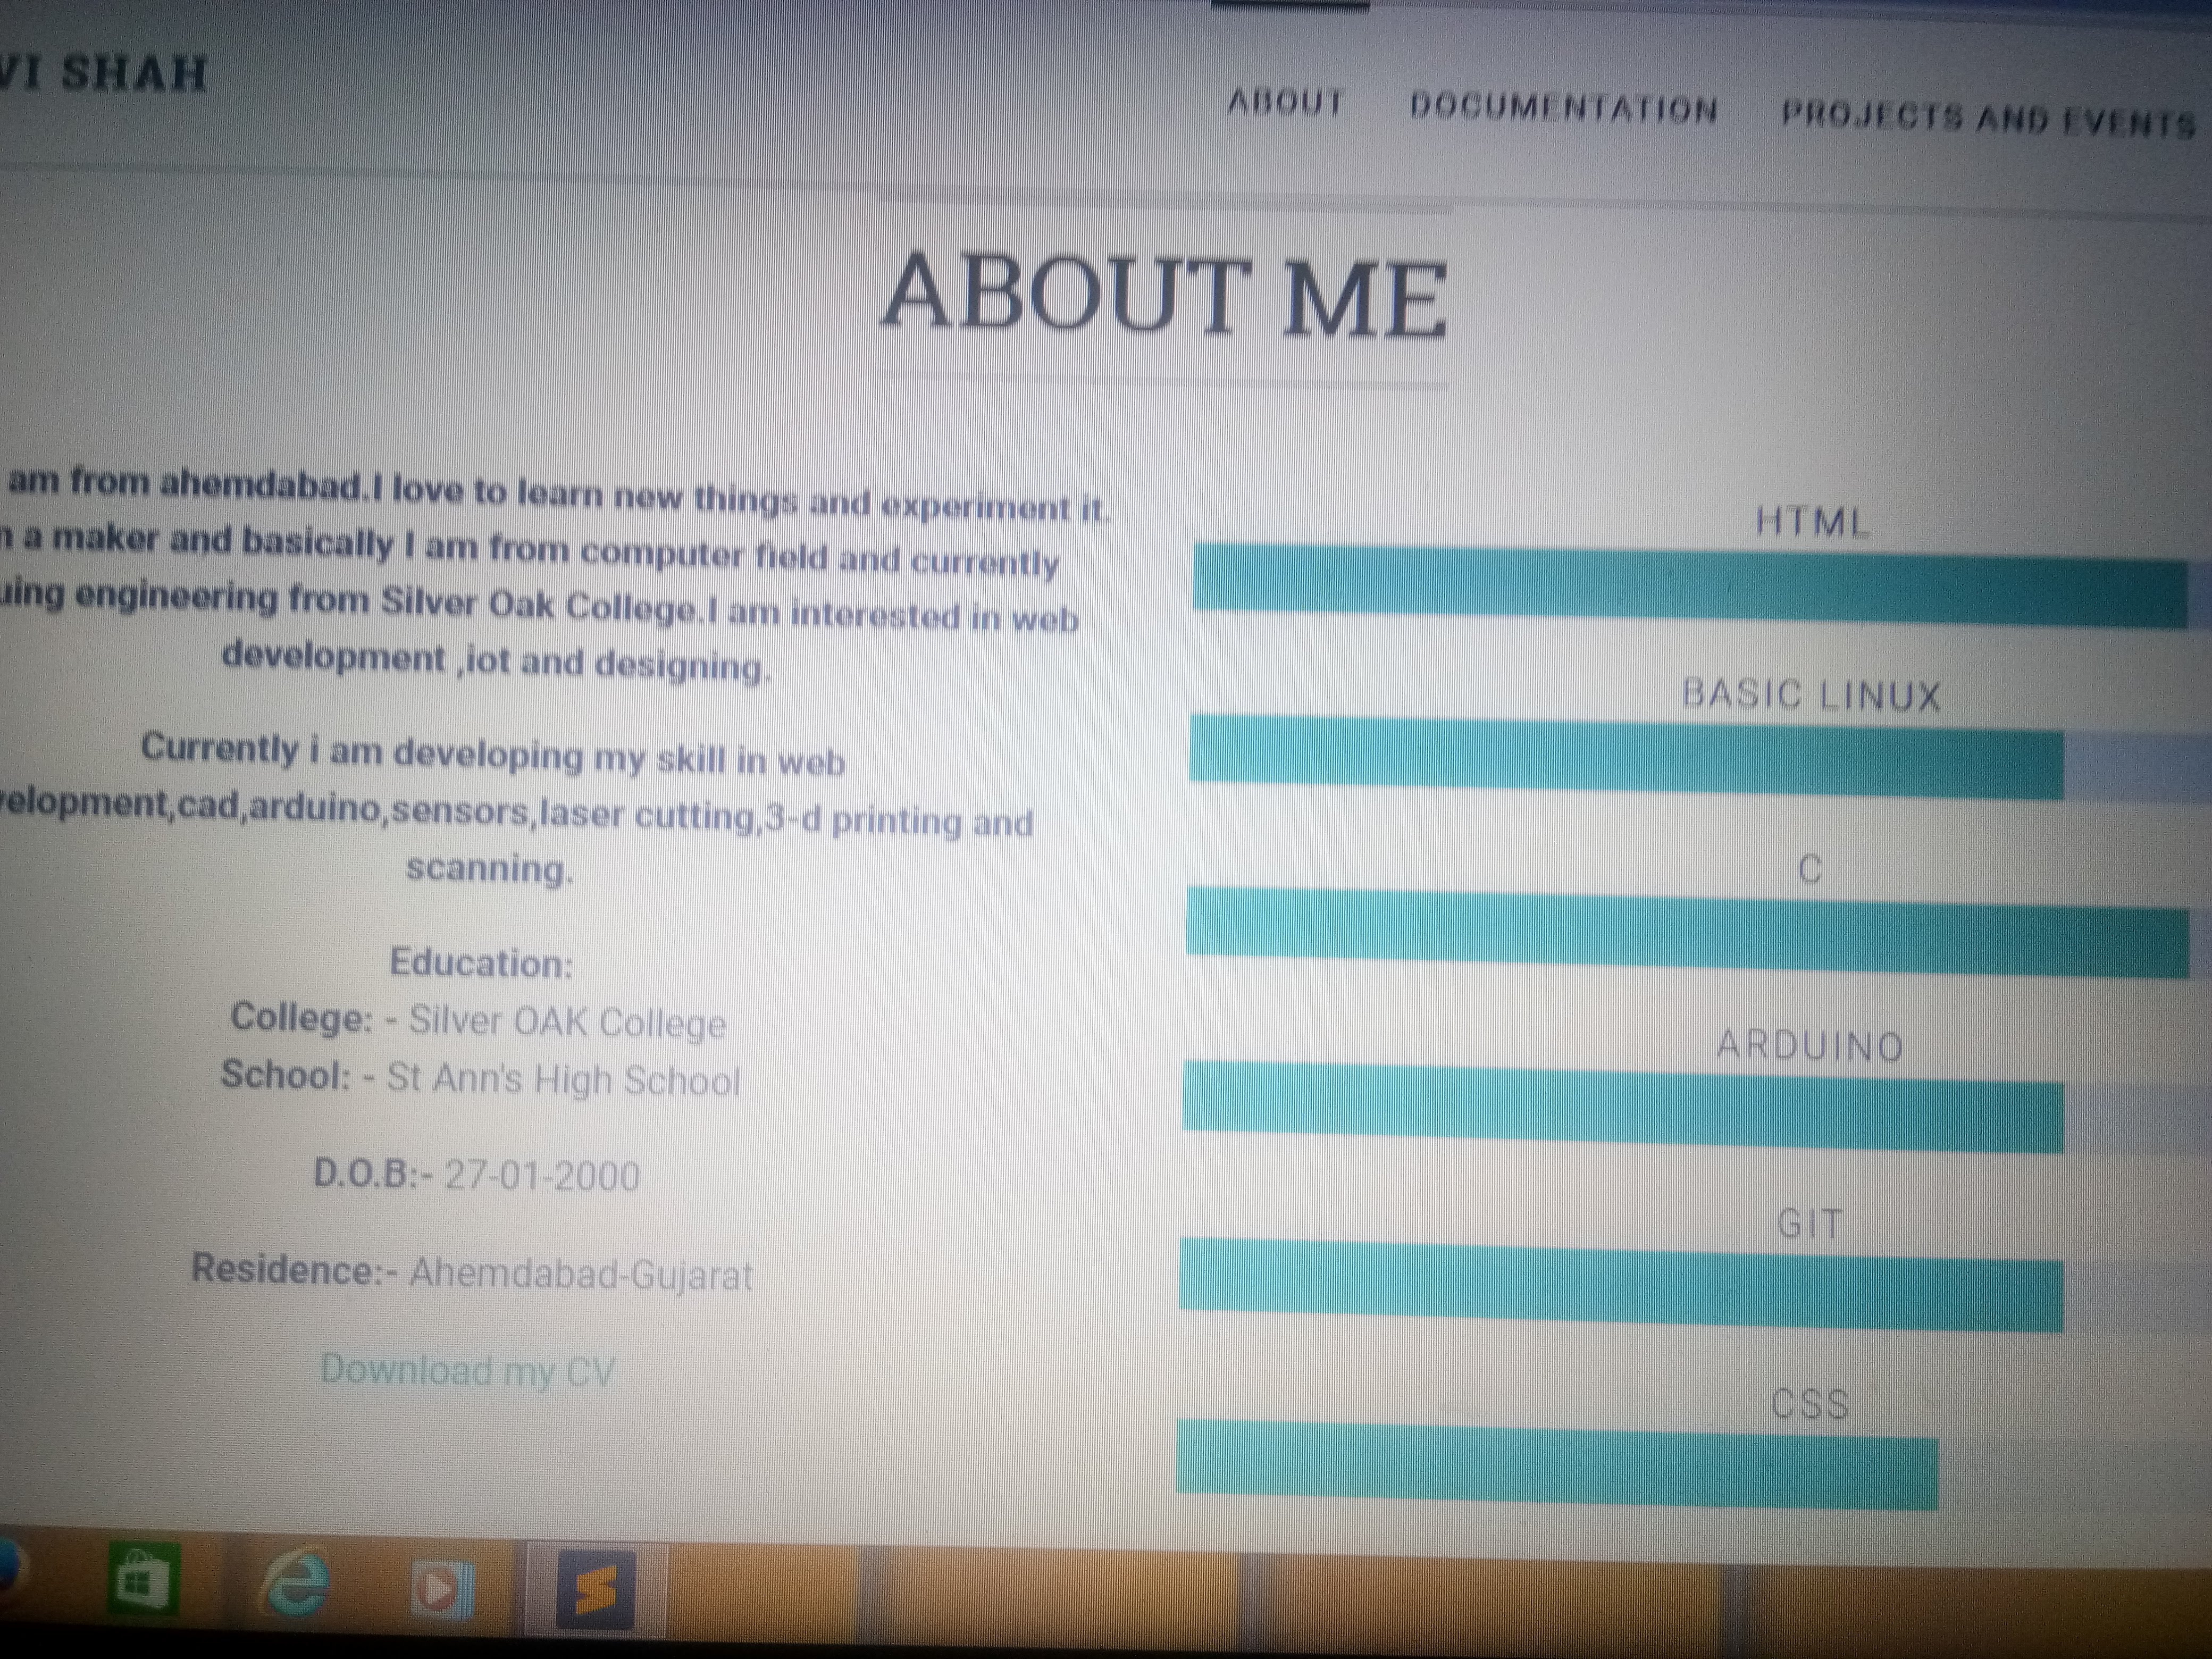 VI SHAH
ABOUT DOCUMENTATION PROJECTS AND EVENTS
ABOUT ME
am from ahemdabad.I love to learn new things and experiment it.
a maker and basically I am from computer field and currently
uing engineering from Silver Oak College.I am interested in web
development ,iot and designing.
Currently i am developing my skill in web
velopment,cad,arduino,sensors,laser cutting,3-d printing and
scanning.
Education:
College: - Silver OAK College
School: - St Ann's High School
D.O.B:- 27-01-2000
Residence:- Ahemdabad-Gujarat
Download my CV
HTML
BASIC LINUX
C
ARDUINO
GIT
CSS